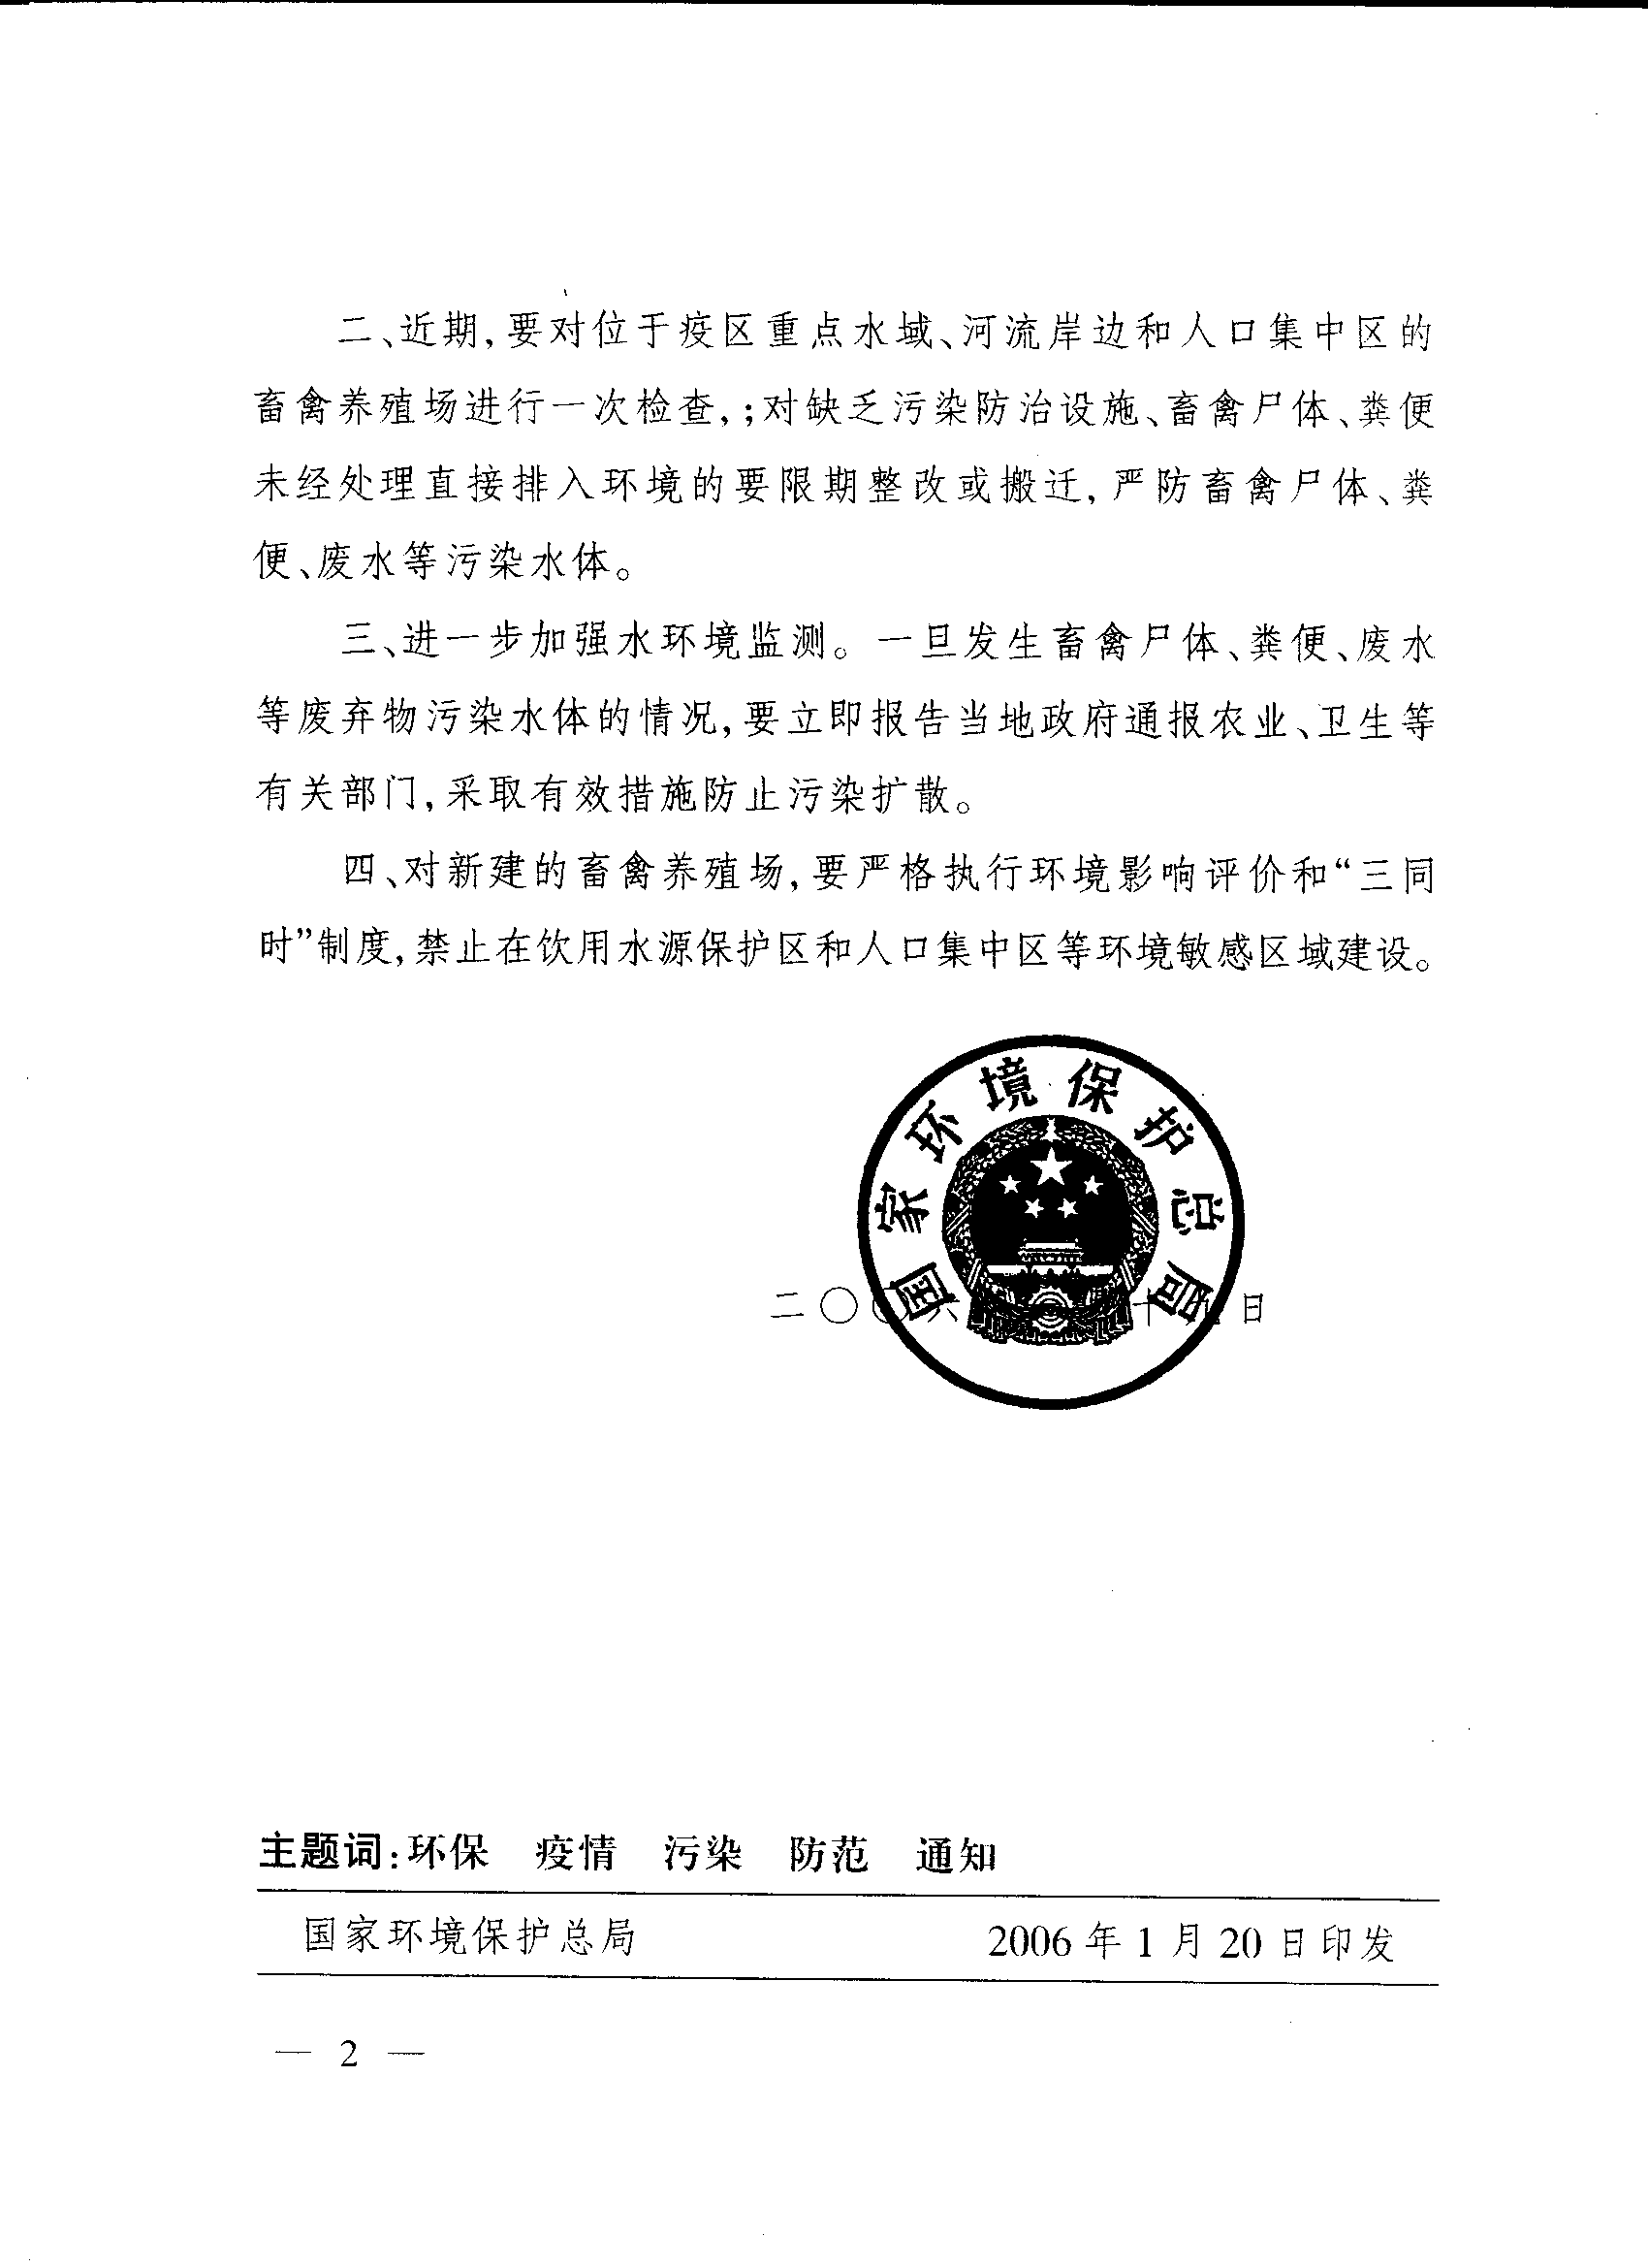 二、近期,要对位于疫区重点水域、河流岸边和人口集中区的
畜禽养殖场进行一次检查,;对缺乏污染防治设施、畜禽尸体、粪便
未经处理直接排入环境的要限期整改或搬迁,严防畜禽尸体、粪
便、废水等污染水体。
三、进一步加强水环境监测。一旦发生畜禽尸体、粪便、废水
等废弃物污染水体的情况,要立即报告当地政府通报农业、卫生等
有关部门,采取有效措施防止污染扩散。
四、对新建的畜禽养殖场,要严格执行环境影响评价和“三同
时”制度,禁止在饮用水源保护区和人口集中区等环境敏感区域建设。
国家环境保护总局
二〇〇六 十 日
主题词:环保 疫情 污染 防范 通知
国家环境保护总局 2006年1月20日印发
— 2 —